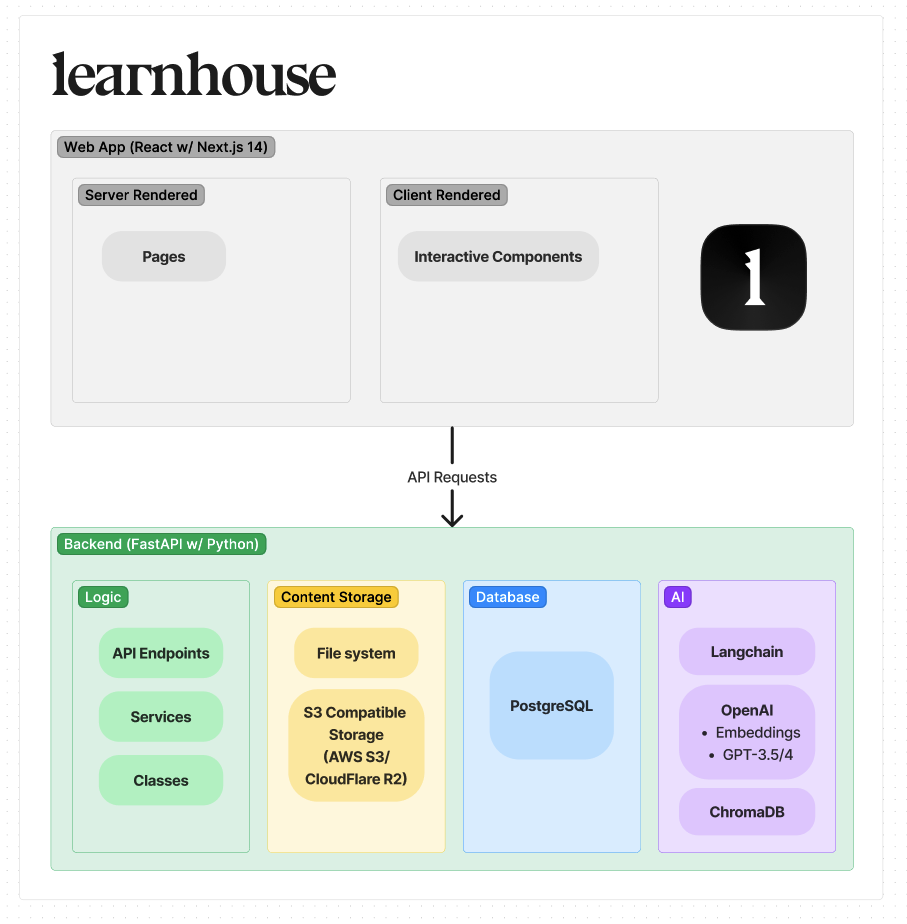 learnhouse
Web App (React w/ Next.js 14)
Server Rendered
Pages
Client Rendered
Interactive Components
l
API Requests
Backend (FastAPI w/ Python)
Logic
API Endpoints
Services
Classes
Content Storage
File system
S3 Compatible
Storage
(AWS S3/
CloudFlare R2)
Database
PostgreSQL
AI
Langchain
OpenAI
• Embeddings
• GPT-3.5/4
ChromaDB